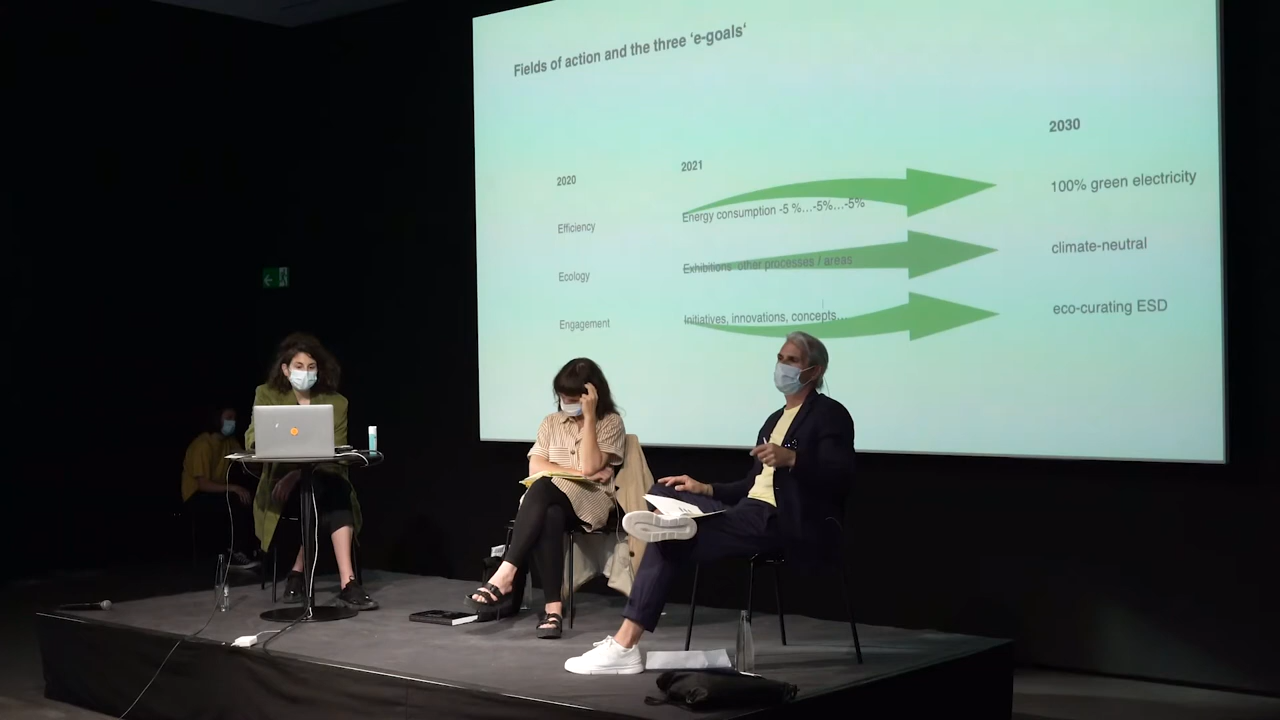 Fields of action and the three ‘e-goals‘
2030
2021
2020
100% green electricity
Energy consumption -5 %…-5%…-5%
Efficiency
climate-neutral
Exhibitions other processes / areas
Ecology
eco-curating ESD
Initiatives, innovations, concepts…
Engagement